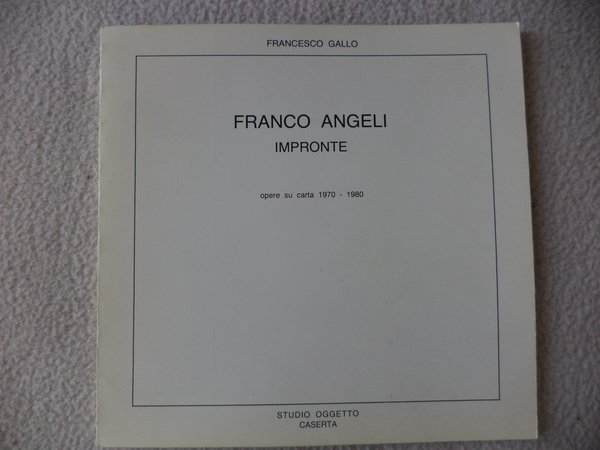 FRANCESCO GALLO
FRANCO ANGELI
IMPRONTE
opere su carta 1970 - 1980
STUDIO OGGETTO
CASERTA